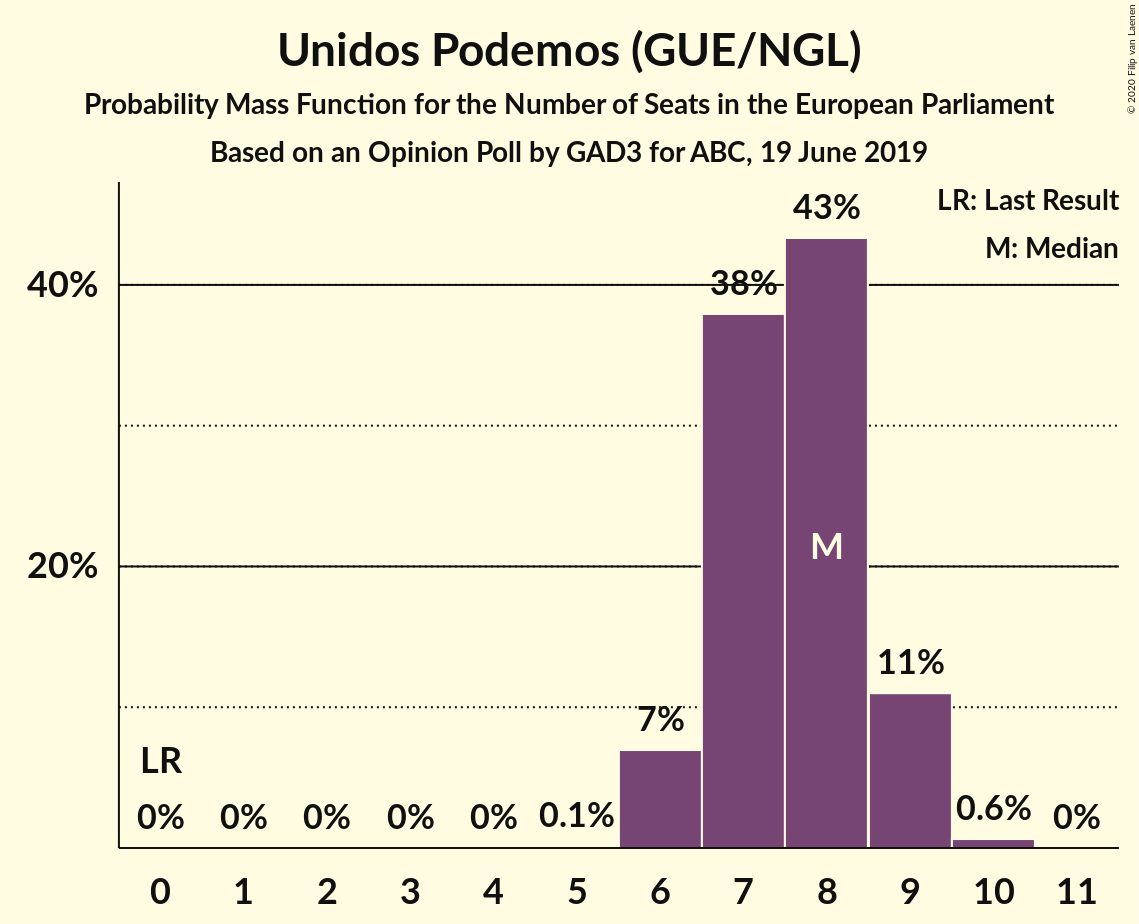 Unidos Podemos (GUE/NGL)
Probability Mass Function for the Number of Seats in the European Parliament
Based on an Opinion Poll by GAD3 for ABC, 19 June 2019
© 2020 Filip van Laenen
LR: Last Result
M: Median
43%
40%
38%
M
20%
11%
7%
LR
0%
0%
0%
0%
0%
0.1%
0.6%
0%
0 1 2 3 4 5 6 7 8 9 10 11